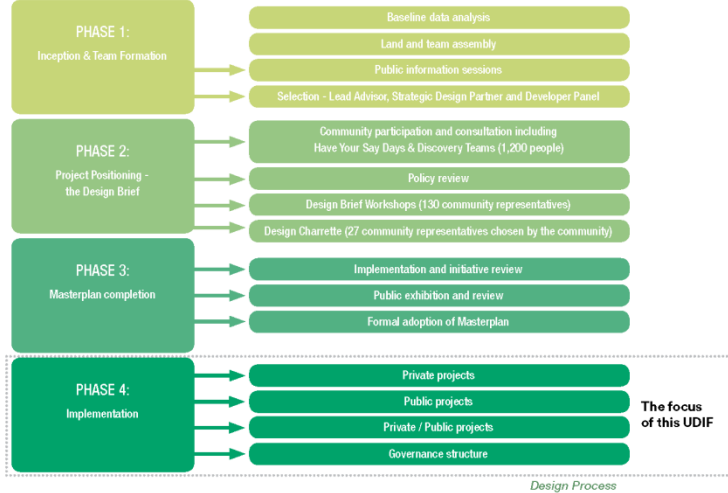 PHASE 1:
Inception & Team Formation
Baseline data analysis
Land and team assembly
Public information sessions
Selection - Lead Advisor, Strategic Design Partner and Developer Panel
PHASE 2:
Project Positioning -
the Design Brief
Community participation and consultation including
Have Your Say Days & Discovery Teams (1,200 people)
Policy review
Design Brief Workshops (130 community representatives)
Design Charrette (27 community representatives chosen by the community)
PHASE 3:
Masterplan completion
Implementation and initiative review
Public exhibition and review
Formal adoption of Masterplan
PHASE 4:
Implementation
Private projects
Public projects
Private / Public projects
Governance structure
The focus
of this UDIF
Design Process